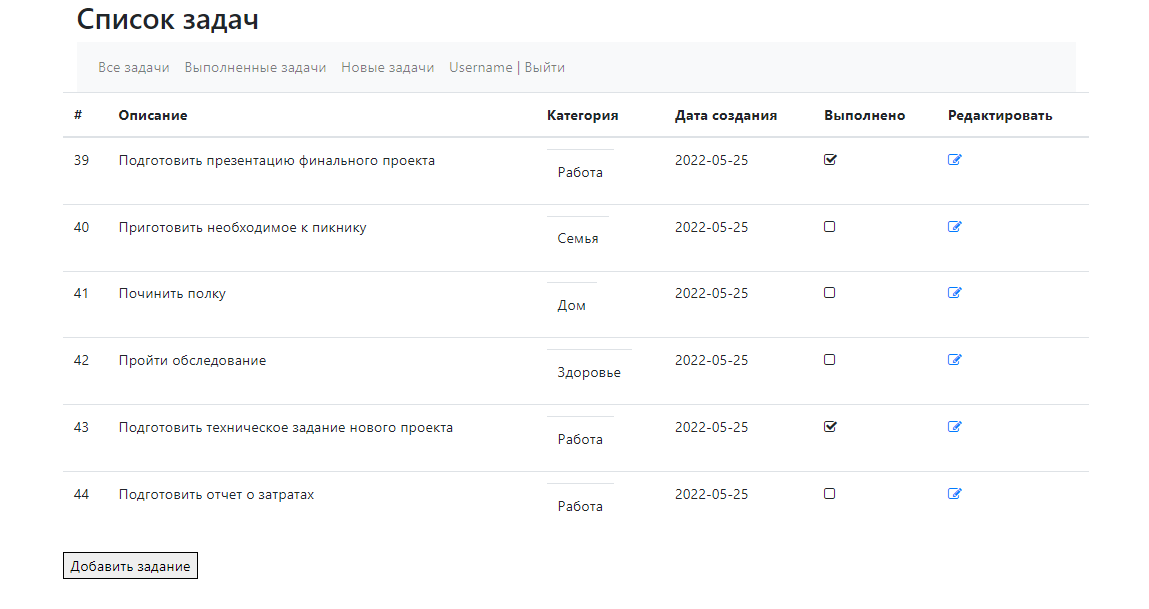 Список задач
Все задачи Выполненные задачи Новые задачи Username | Выйти
# Описание Категория Дата создания Выполнено Редактировать
39 Подготовить презентацию финального проекта Работа 2022-05-25
40 Приготовить необходимое к пикнику Семья 2022-05-25
41 Починить полку Дом 2022-05-25
42 Пройти обследование Здоровье 2022-05-25
43 Подготовить техническое задание нового проекта Работа 2022-05-25
44 Подготовить отчет о затратах Работа 2022-05-25
Добавить задание